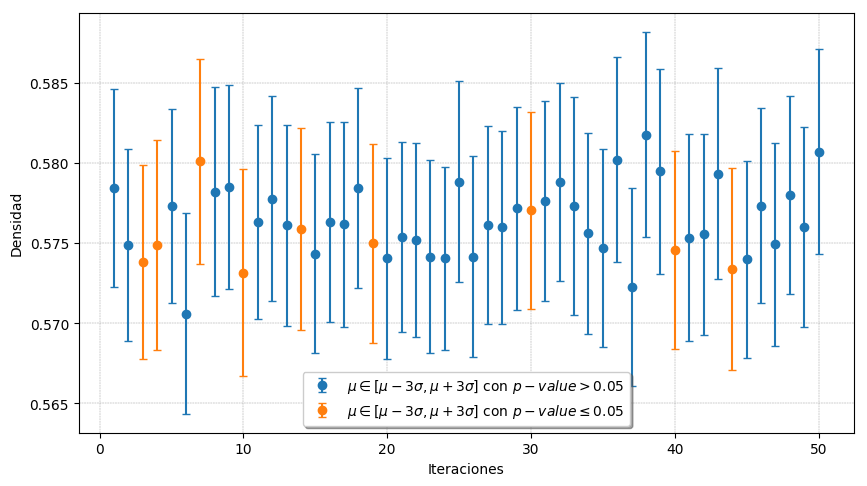 Densidad
0.585
0.580
0.575
0.570
0.565
μ ∈ [μ − 3σ, μ + 3σ] con p − value > 0.05
μ ∈ [μ − 3σ, μ + 3σ] con p − value ≤ 0.05
0 10 20 30 40 50
Iteraciones